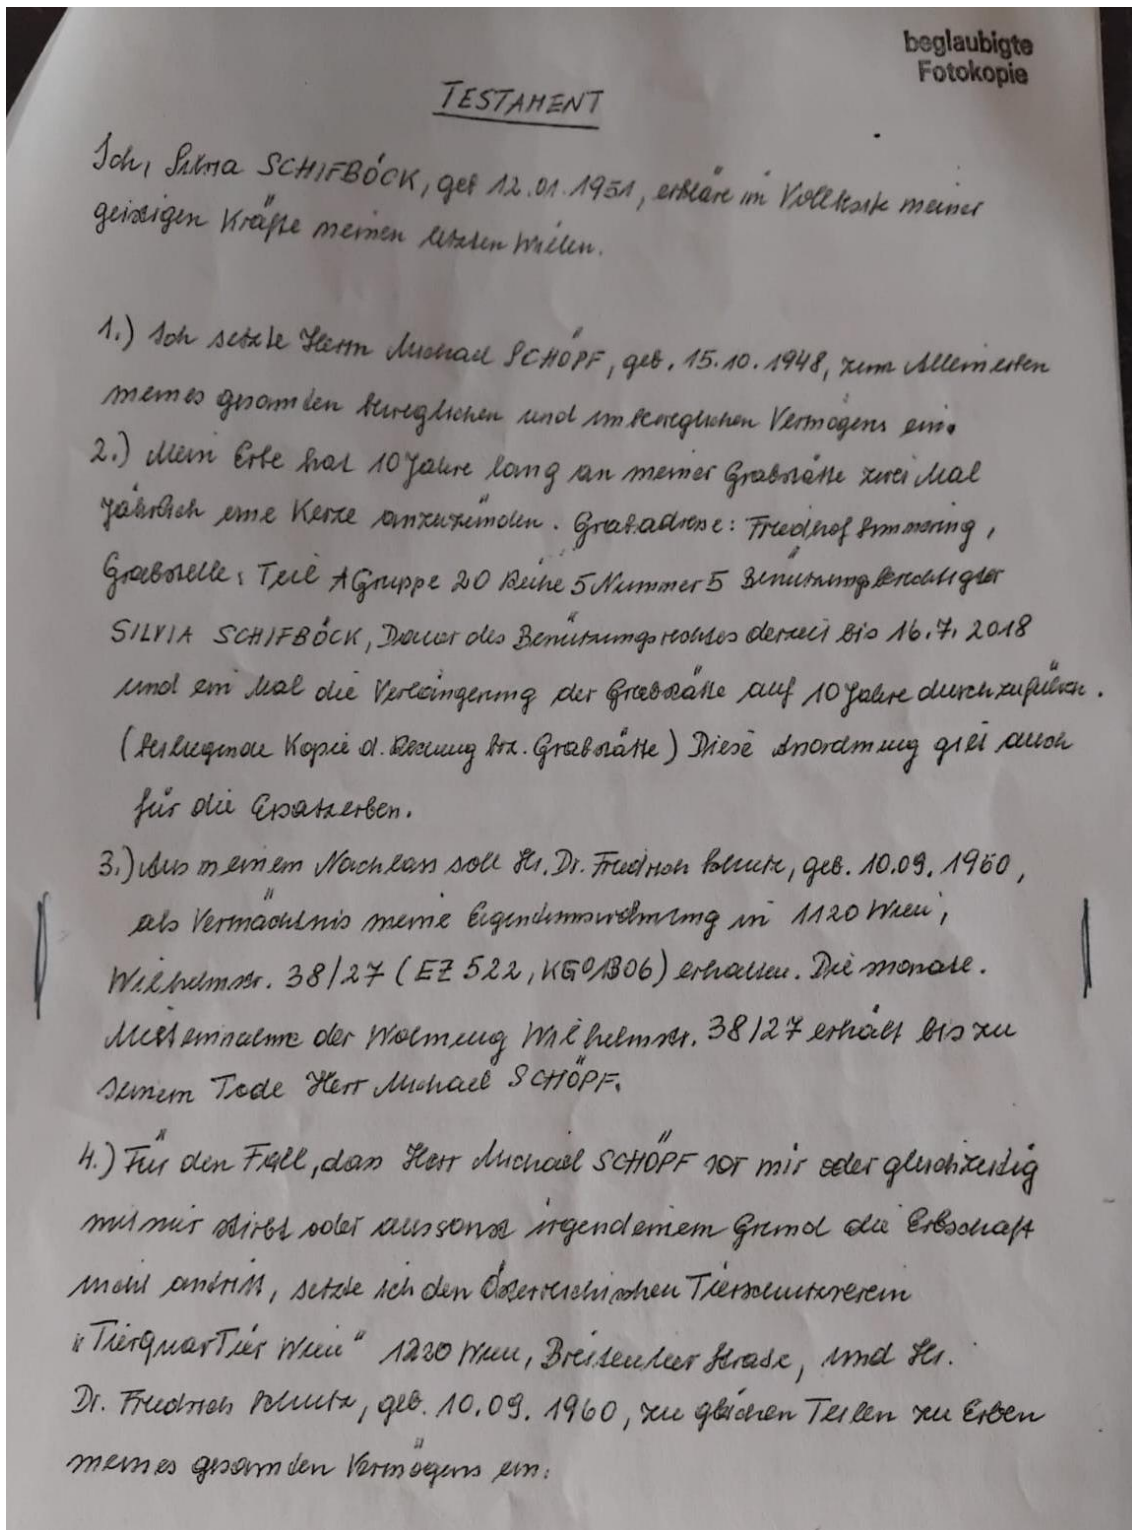 beglaubigte
Fotokopie
TESTAMENT
Ich, Silvia SCHIFBÖCK, geb 12.01.1951, erkläre im Vollbesitz meiner
geistigen Kräfte meinen letzten Willen.
1.) Ich setzte Herrn Michael SCHÖPF, geb. 15.10.1948, zum Alleinerben
meines gesamten beweglichen und unbeweglichen Vermögens ein.
2.) Mein Erbe hat 10 Jahre lang an meiner Grabstätte zwei Mal
jährlich eine Kerze anzuzünden. Grabadresse: Friedhof Simmering,
Grabstelle: Teil A Gruppe 20 Reihe 5 Nummer 5 Benützungsberechtigter
SILVIA SCHIFBÖCK, Dauer des Benützungsrechtes derzeit bis 16.7.2018
und ein Mal die Verlängerung der Grabstätte auf 10 Jahre durchzuführen.
(beiliegende Kopie d. Rechnung bzx. Grabstätte) Diese Anordnung gilt auch
für die Ersatzerben.
3.) Aus meinem Nachlass soll Hr. Dr. Friedrich Schutz, geb. 10.09.1960,
als Vermächtnis meine Eigentumswohnung in 1120 Wien,
Wilhelmstr. 38/27 (EZ 522, KG 01306) erhalten. Die monatl.
Mieteinnahme der Wohnung Wilhelmstr. 38/27 erhält bis zu
seinem Tode Herr Michael SCHÖPF.
4.) Für den Fall, dass Herr Michael SCHÖPF vor mir oder gleichzeitig
mit mir stirbt oder aus sonst irgendeinem Grund die Erbschaft
nicht antritt, setzte ich den Österreichischen Tierschutzverein
"TierQuarTier Wien" 1220 Wien, Breitenleer Straße, und Hr.
Dr. Friedrich Schutz, geb. 10.09.1960, zu gleichen Teilen zu Erben
meines gesamten Vermögens ein.